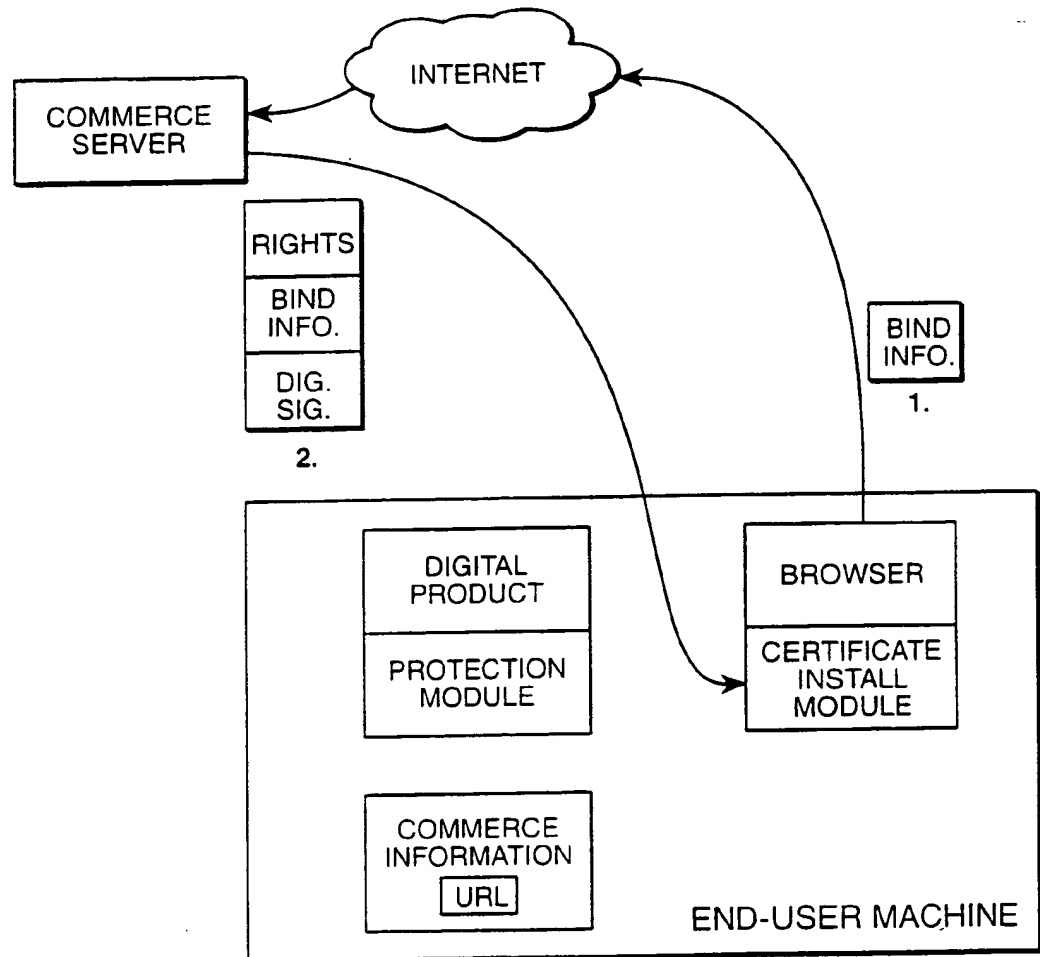 INTERNET
COMMERCE
SERVER
RIGHTS
BIND
INFO.
DIG.
SIG.
2.
BIND
INFO.
1.
DIGITAL
PRODUCT
PROTECTION
MODULE
BROWSER
CERTIFICATE
INSTALL
MODULE
COMMERCE
INFORMATION
URL
END-USER MACHINE